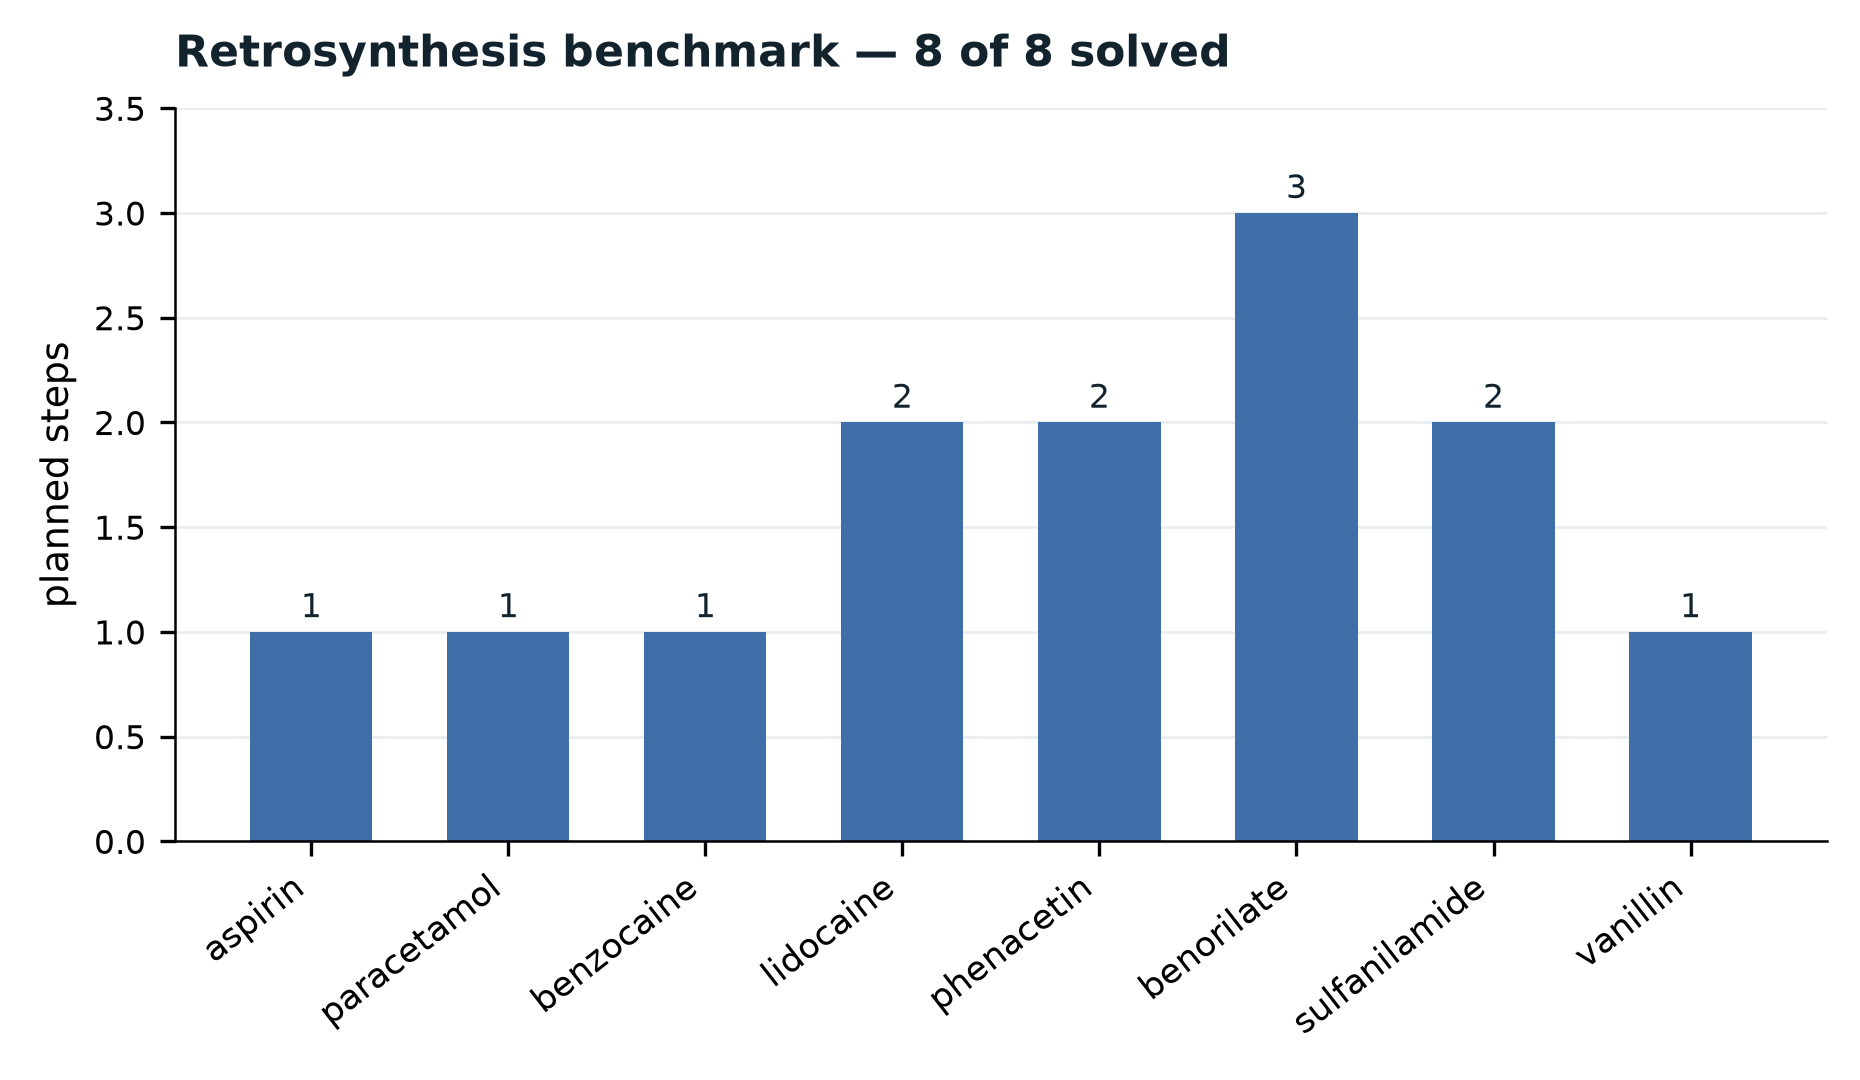 Retrosynthesis benchmark — 8 of 8 solved
planned steps
3.5
3.0
2.5
2.0
1.5
1.0
0.5
0.0
1
1
1
2
2
3
2
1
aspirin
paracetamol
benzocaine
lidocaine
phenacetin
benorilate
sulfanilamide
vanillin